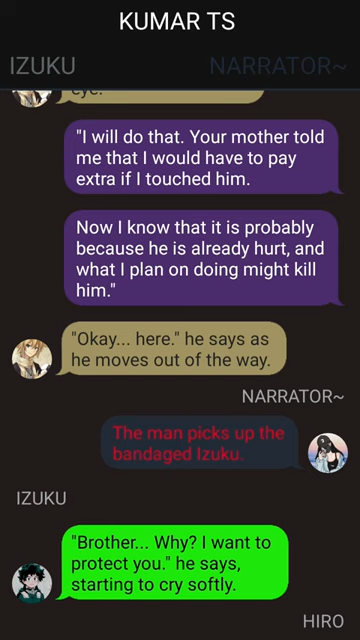 KUMAR TS
IZUKU
NARRATOR~
eye."
"I will do that. Your mother told
me that I would have to pay
extra if I touched him.
Now I know that it is probably
because he is already hurt, and
what I plan on doing might kill
him."
"Okay... here." he says as
he moves out of the way.
NARRATOR~
The man picks up the
bandaged Izuku.
IZUKU
"Brother... Why? I want to
protect you." he says,
starting to cry softly.
HIRO